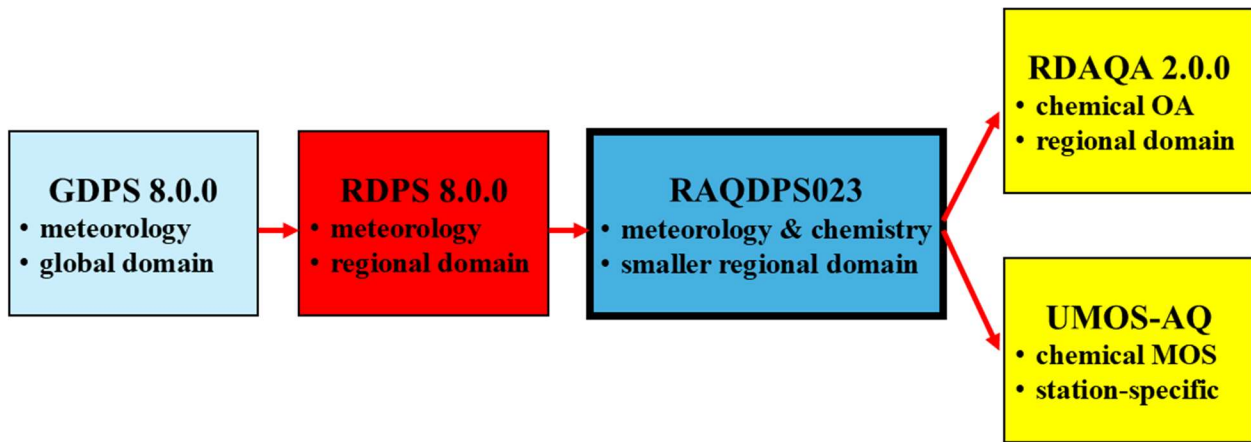 GDPS 8.0.0
• meteorology
• global domain
RDPS 8.0.0
• meteorology
• regional domain
RAQDPS023
• meteorology & chemistry
• smaller regional domain
RDAQA 2.0.0
• chemical OA
• regional domain
UMOS-AQ
• chemical MOS
• station-specific